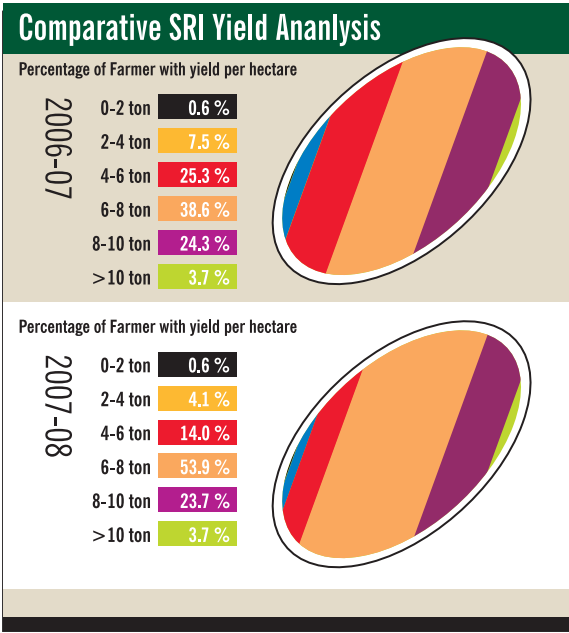 Comparative SRI Yield Ananlysis
Percentage of Farmer with yield per hectare
2006-07
0-2 ton 0.6 %
2-4 ton 7.5 %
4-6 ton 25.3 %
6-8 ton 38.6 %
8-10 ton 24.3 %
>10 ton 3.7 %
Percentage of Farmer with yield per hectare
2007-08
0-2 ton 0.6 %
2-4 ton 4.1 %
4-6 ton 14.0 %
6-8 ton 53.9 %
8-10 ton 23.7 %
>10 ton 3.7 %